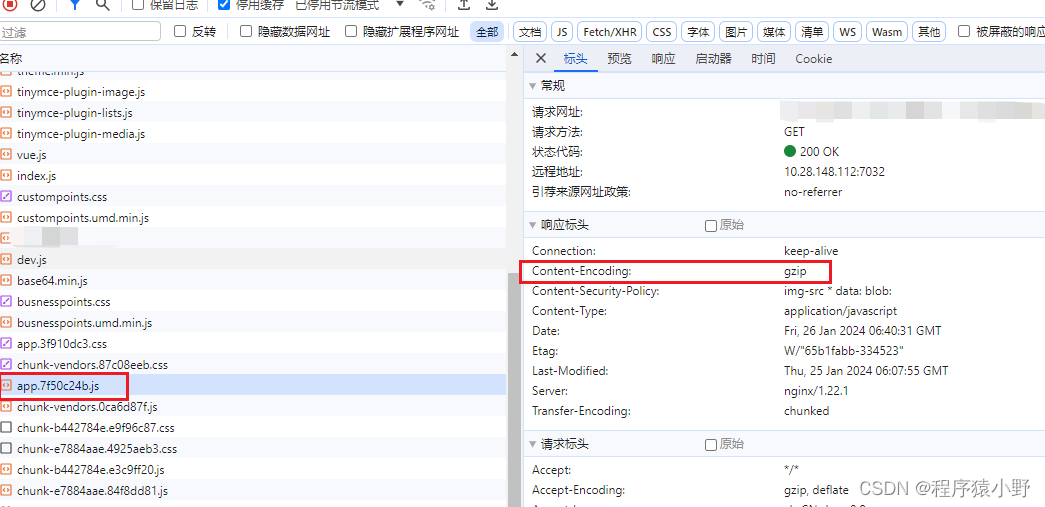 保留日志 停用缓存 已停用节流模式
过滤 反转 隐藏数据网址 隐藏扩展程序网址 全部 文档 JS Fetch/XHR CSS 字体 图片 媒体 清单 WS Wasm 其他 被屏蔽的响应
名称
theme.min.js
tinymce-plugin-image.js
tinymce-plugin-lists.js
tinymce-plugin-media.js
vue.js
index.js
custompoints.css
custompoints.umd.min.js
dev.js
base64.min.js
busnesspoints.css
busnesspoints.umd.min.js
app.3f910dc3.css
chunk-vendors.87c08eeb.css
app.7f50c24b.js
chunk-vendors.0ca6d87f.js
chunk-b442784e.e9f96c87.css
chunk-e7884aae.4925aeb3.css
chunk-b442784e.e3c9ff20.js
chunk-e7884aae.84f8dd81.js
标头 预览 响应 启动器 时间 Cookie
常规
请求网址:
请求方法: GET
状态代码: 200 OK
远程地址: 10.28.148.112:7032
引荐来源网址政策: no-referrer
响应标头 原始
Connection: keep-alive
Content-Encoding: gzip
Content-Security-Policy: img-src * data: blob:
Content-Type: application/javascript
Date: Fri, 26 Jan 2024 06:40:31 GMT
Etag: W/"65b1fabb-334523"
Last-Modified: Thu, 25 Jan 2024 06:07:55 GMT
Server: nginx/1.22.1
Transfer-Encoding: chunked
请求标头 原始
Accept: */*
Accept-Encoding: gzip, deflate
CSDN @程序猿小野